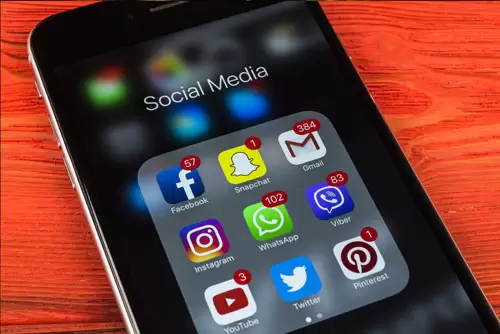 Social Media
57
1
384
Facebook
Snapchat
Gmail
102
83
Instagram
WhatsApp
Viber
3
1
YouTube
Twitter
Pinterest